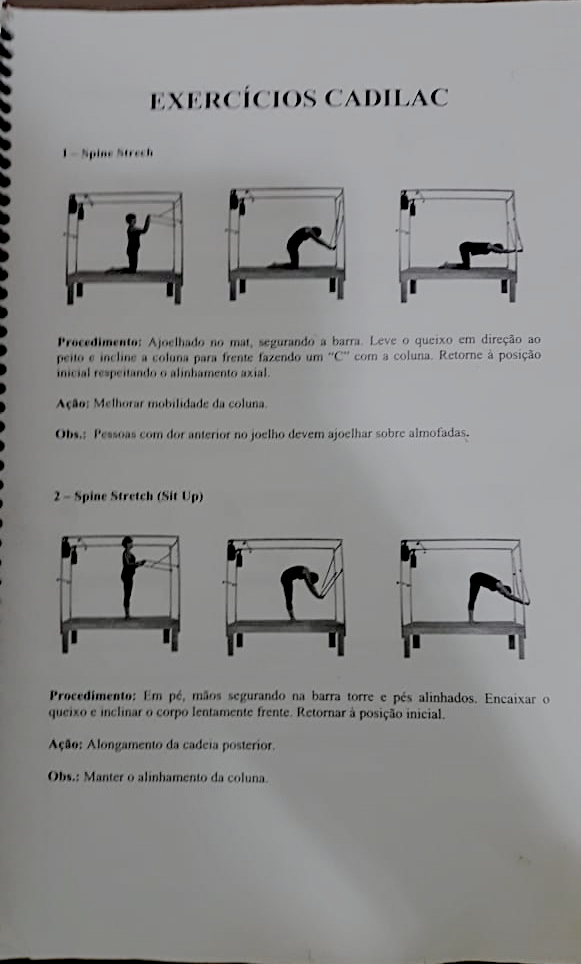 EXERCÍCIOS CADILAC
1 – Spine Strech
Procedimento: Ajoelhado no mat, segurando a barra. Leve o queixo em direção ao
peito e incline a coluna para frente fazendo um "C" com a coluna. Retorne à posição
inicial respeitando o alinhamento axial.
Ação: Melhorar mobilidade da coluna.
Obs.: Pessoas com dor anterior no joelho devem ajoelhar sobre almofadas.
2 – Spine Stretch (Sit Up)
Procedimento: Em pé, mãos segurando na barra torre e pés alinhados. Encaixar o
queixo e inclinar o corpo lentamente frente. Retornar à posição inicial.
Ação: Alongamento da cadeia posterior.
Obs.: Manter o alinhamento da coluna.